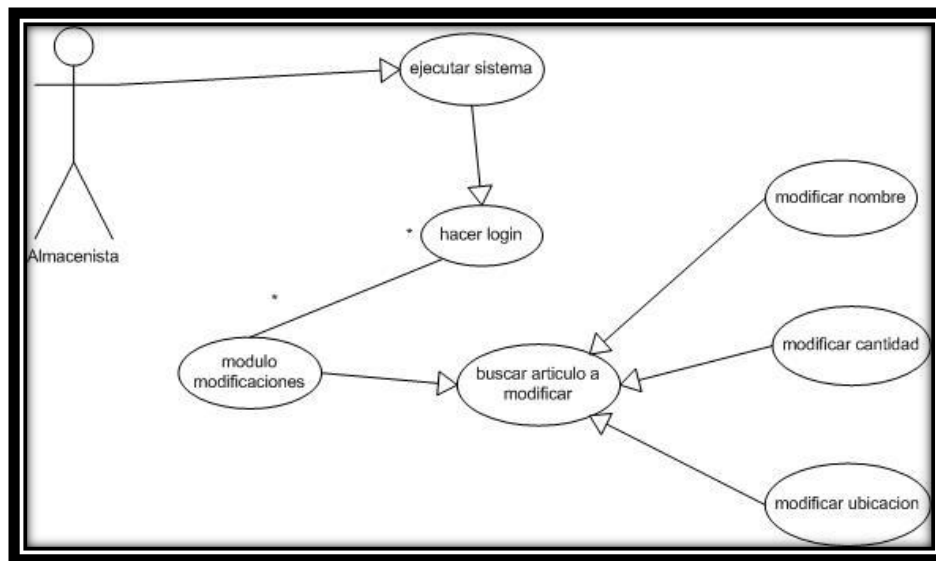 ejecutar sistema
modificar nombre
*
hacer login
Almacenista
*
modificar cantidad
modulo
modificaciones
buscar articulo a
modificar
modificar ubicacion